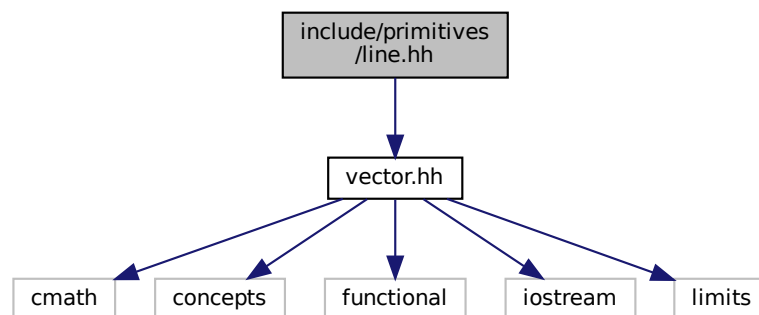 include/primitives
/line.hh
vector.hh
cmath
concepts
functional
iostream
limits